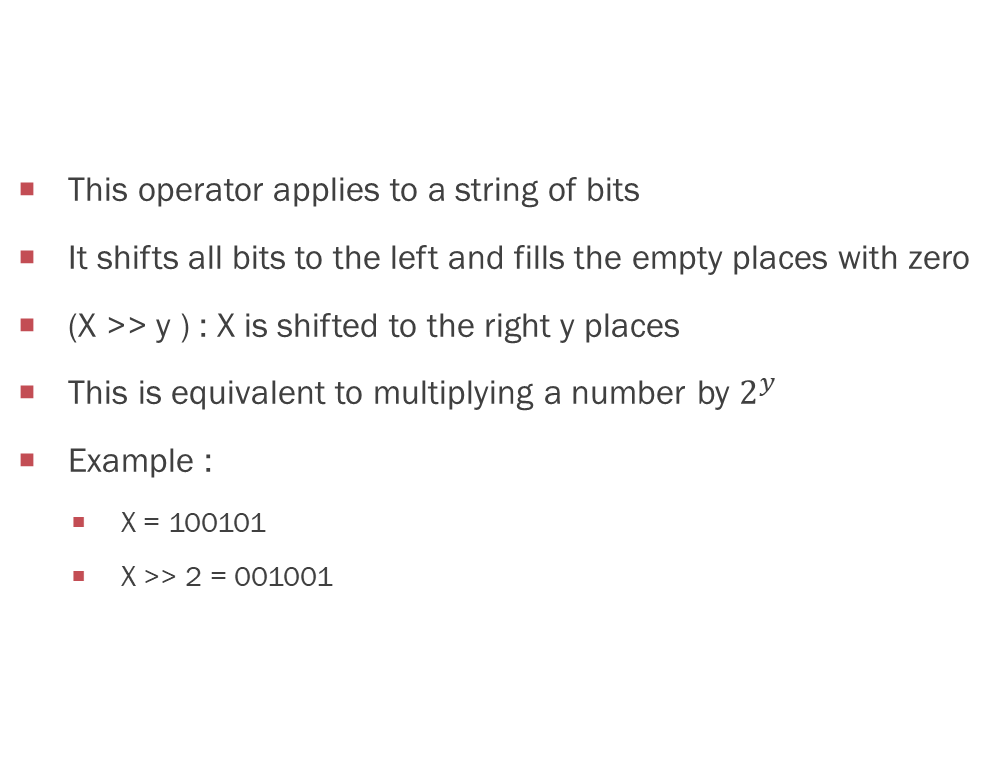 This operator applies to a string of bits
It shifts all bits to the left and fills the empty places with zero
(X >> y ) : X is shifted to the right y places
This is equivalent to multiplying a number by 2^y
Example :
X = 100101
X >> 2 = 001001